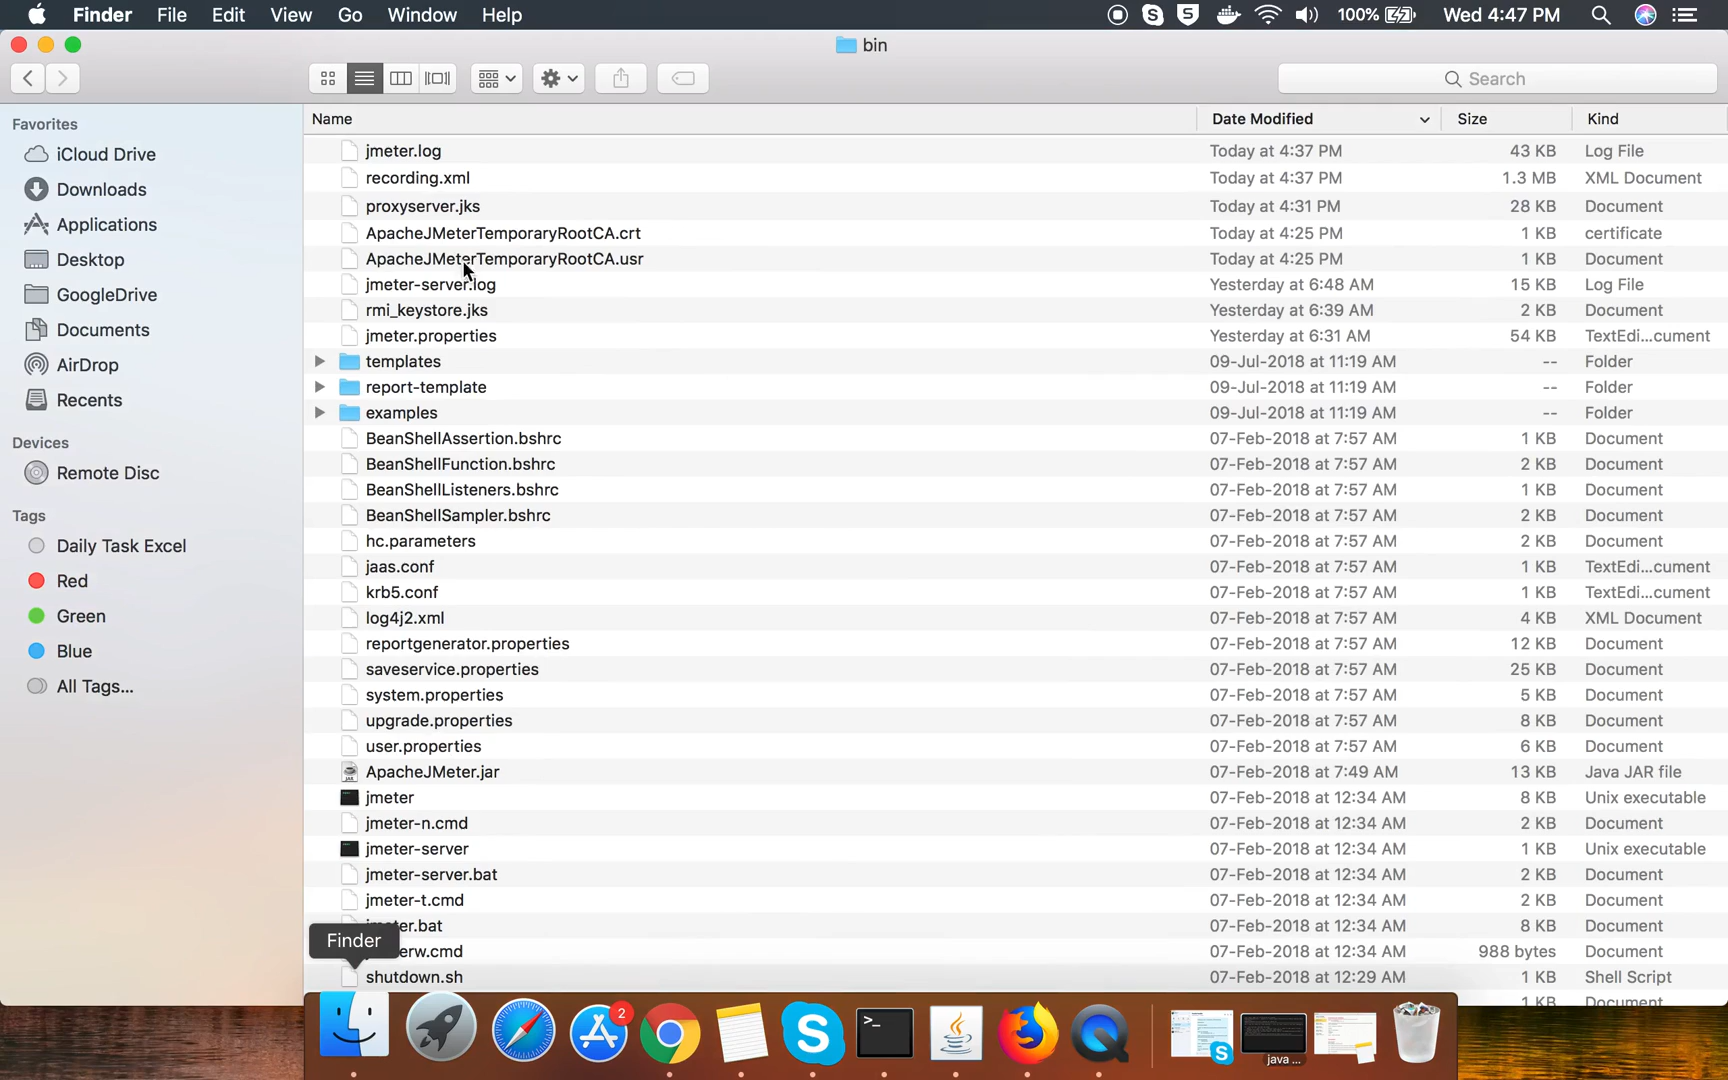 Finder File Edit View Go Window Help 100% Wed 4:47 PM
bin
Search
Favorites
iCloud Drive
Downloads
Applications
Desktop
GoogleDrive
Documents
AirDrop
Recents
Devices
Remote Disc
Tags
Daily Task Excel
Red
Green
Blue
All Tags...
Name Date Modified Size Kind
jmeter.log Today at 4:37 PM 43 KB Log File
recording.xml Today at 4:37 PM 1.3 MB XML Document
proxyserver.jks Today at 4:31 PM 28 KB Document
ApacheJMeterTemporaryRootCA.crt Today at 4:25 PM 1 KB certificate
ApacheJMeterTemporaryRootCA.usr Today at 4:25 PM 1 KB Document
jmeter-server.log Yesterday at 6:48 AM 15 KB Log File
rmi_keystore.jks Yesterday at 6:39 AM 2 KB Document
jmeter.properties Yesterday at 6:31 AM 54 KB TextEdi...cument
templates 09-Jul-2018 at 11:19 AM -- Folder
report-template 09-Jul-2018 at 11:19 AM -- Folder
examples 09-Jul-2018 at 11:19 AM -- Folder
BeanShellAssertion.bshrc 07-Feb-2018 at 7:57 AM 1 KB Document
BeanShellFunction.bshrc 07-Feb-2018 at 7:57 AM 2 KB Document
BeanShellListeners.bshrc 07-Feb-2018 at 7:57 AM 1 KB Document
BeanShellSampler.bshrc 07-Feb-2018 at 7:57 AM 2 KB Document
hc.parameters 07-Feb-2018 at 7:57 AM 2 KB Document
jaas.conf 07-Feb-2018 at 7:57 AM 1 KB TextEdi...cument
krb5.conf 07-Feb-2018 at 7:57 AM 1 KB TextEdi...cument
log4j2.xml 07-Feb-2018 at 7:57 AM 4 KB XML Document
reportgenerator.properties 07-Feb-2018 at 7:57 AM 12 KB Document
saveservice.properties 07-Feb-2018 at 7:57 AM 25 KB Document
system.properties 07-Feb-2018 at 7:57 AM 5 KB Document
upgrade.properties 07-Feb-2018 at 7:57 AM 8 KB Document
user.properties 07-Feb-2018 at 7:57 AM 6 KB Document
ApacheJMeter.jar 07-Feb-2018 at 7:49 AM 13 KB Java JAR file
jmeter 07-Feb-2018 at 12:34 AM 8 KB Unix executable
jmeter-n.cmd 07-Feb-2018 at 12:34 AM 2 KB Document
jmeter-server 07-Feb-2018 at 12:34 AM 1 KB Unix executable
jmeter-server.bat 07-Feb-2018 at 12:34 AM 2 KB Document
jmeter-t.cmd 07-Feb-2018 at 12:34 AM 2 KB Document
er.bat 07-Feb-2018 at 12:34 AM 8 KB Document
Finder
erw.cmd 07-Feb-2018 at 12:34 AM 988 bytes Document
shutdown.sh 07-Feb-2018 at 12:29 AM 1 KB Shell Script
1 KB Document
2
java ...